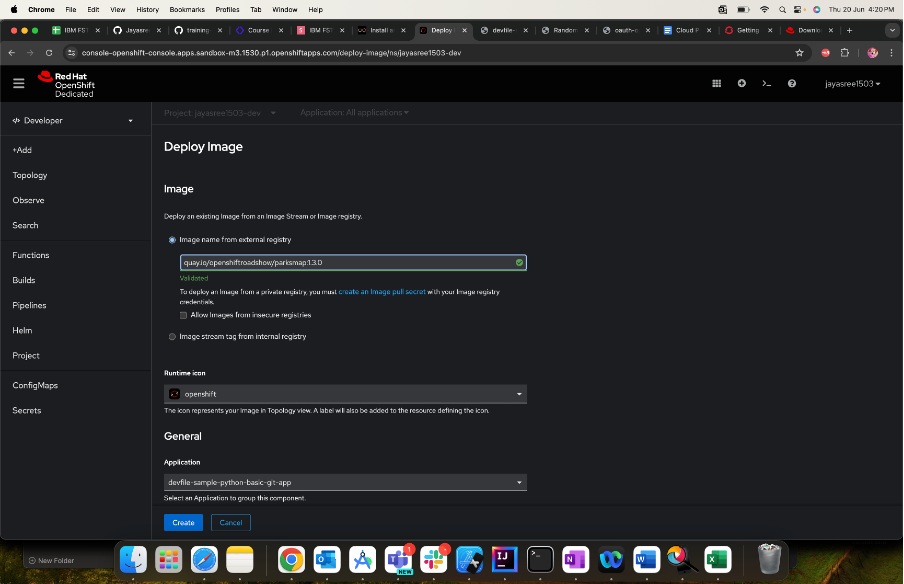 Chrome File Edit View History Bookmarks Profiles Tab Window Help Thu 20 Jun 4:20PM
IBM FST Jayasre training Course IBM FST Install a Deploy devfile- Random oauth-o Cloud F Getting Downlo
console-openshift-console.apps.sandbox-m3.1530.p1.openshiftapps.com/deploy-image/ns/jayasree1503-dev
Red Hat
OpenShift
Dedicated
jayasree1503
Developer
Project: jayasree1503-dev Application: All applications
+Add
Topology
Observe
Search
Functions
Builds
Pipelines
Helm
Project
ConfigMaps
Secrets
Deploy Image
Image
Deploy an existing Image from an Image Stream or Image registry.
Image name from external registry
quay.io/openshiftroadshow/parksmap:1.3.0
Validated
To deploy an Image from a private registry, you must create an Image pull secret with your Image registry
credentials.
Allow Images from insecure registries
Image stream tag from internal registry
Runtime icon
openshift
The icon represents your Image in Topology view. A label will also be added to the resource defining the icon.
General
Application
devfile-sample-python-basic-git-app
Select an Application to group this component.
Create Cancel
New Folder
NEW
1